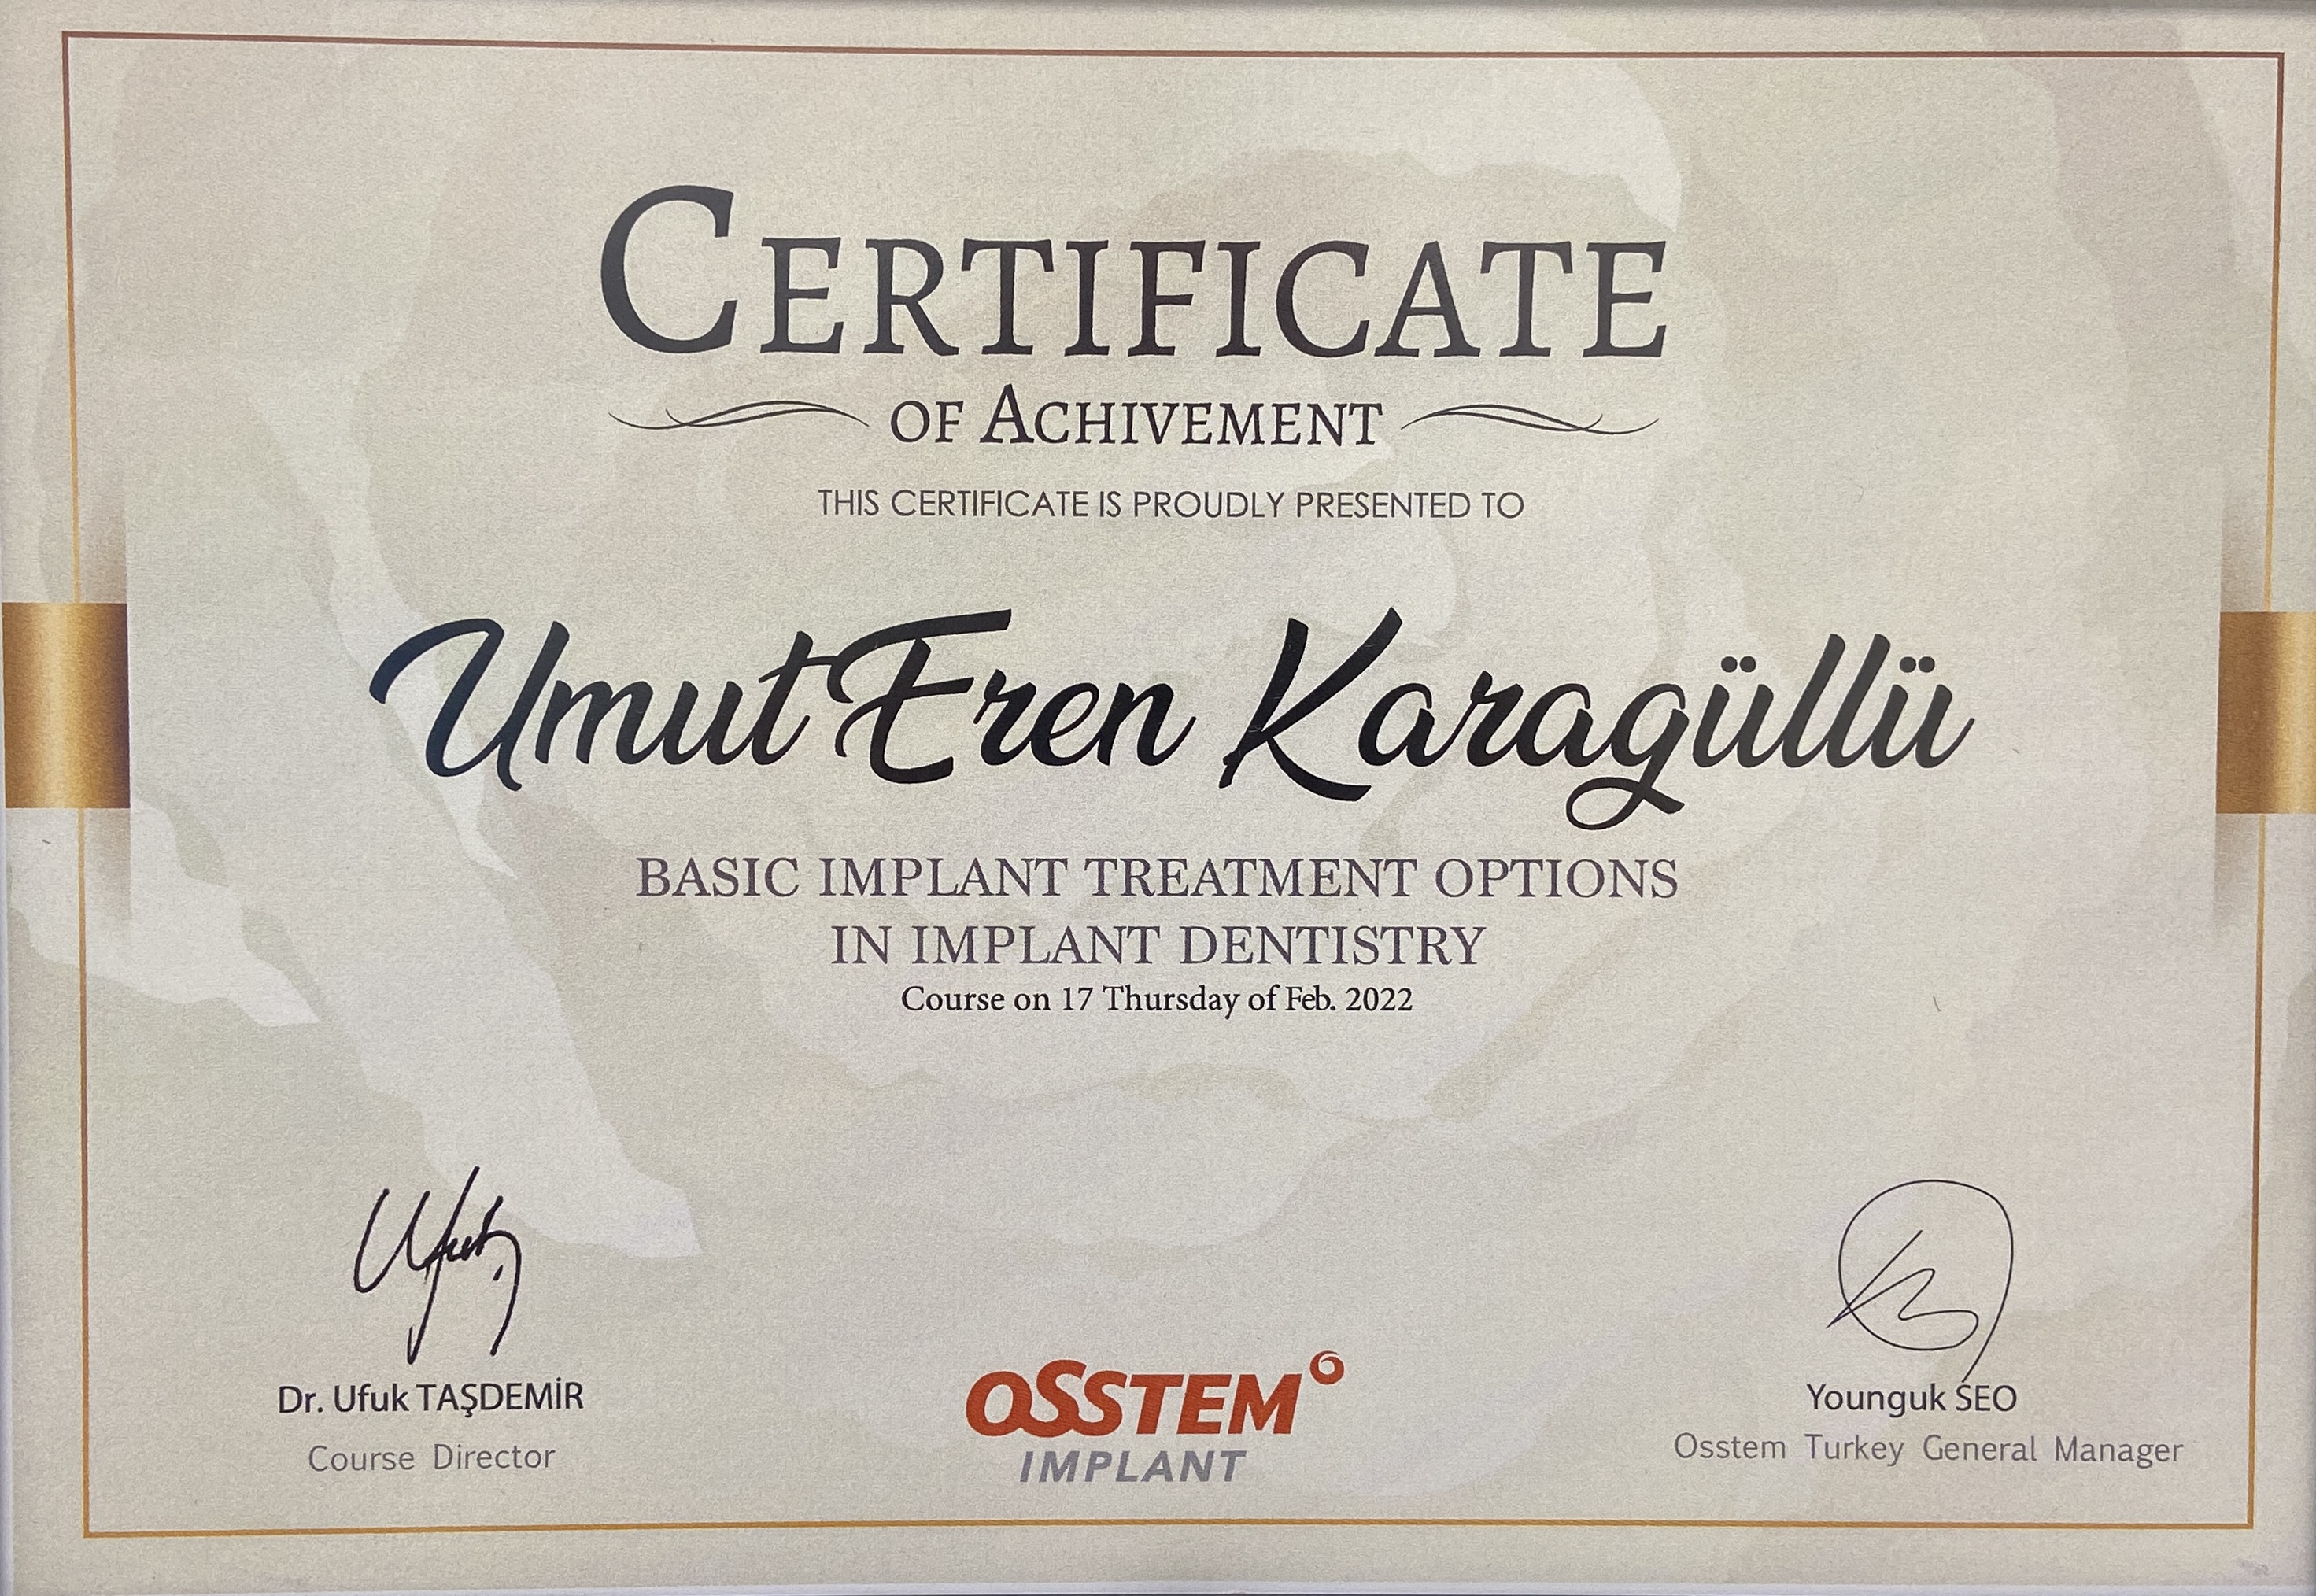 CERTIFICATE
OF ACHIVEMENT
THIS CERTIFICATE IS PROUDLY PRESENTED TO
Umut Eren Karagüllü
BASIC IMPLANT TREATMENT OPTIONS
IN IMPLANT DENTISTRY
Course on 17 Thursday of Feb. 2022
Dr. Ufuk TAŞDEMİR
Course Director
OSSTEM
IMPLANT
Younguk SEO
Osstem Turkey General Manager